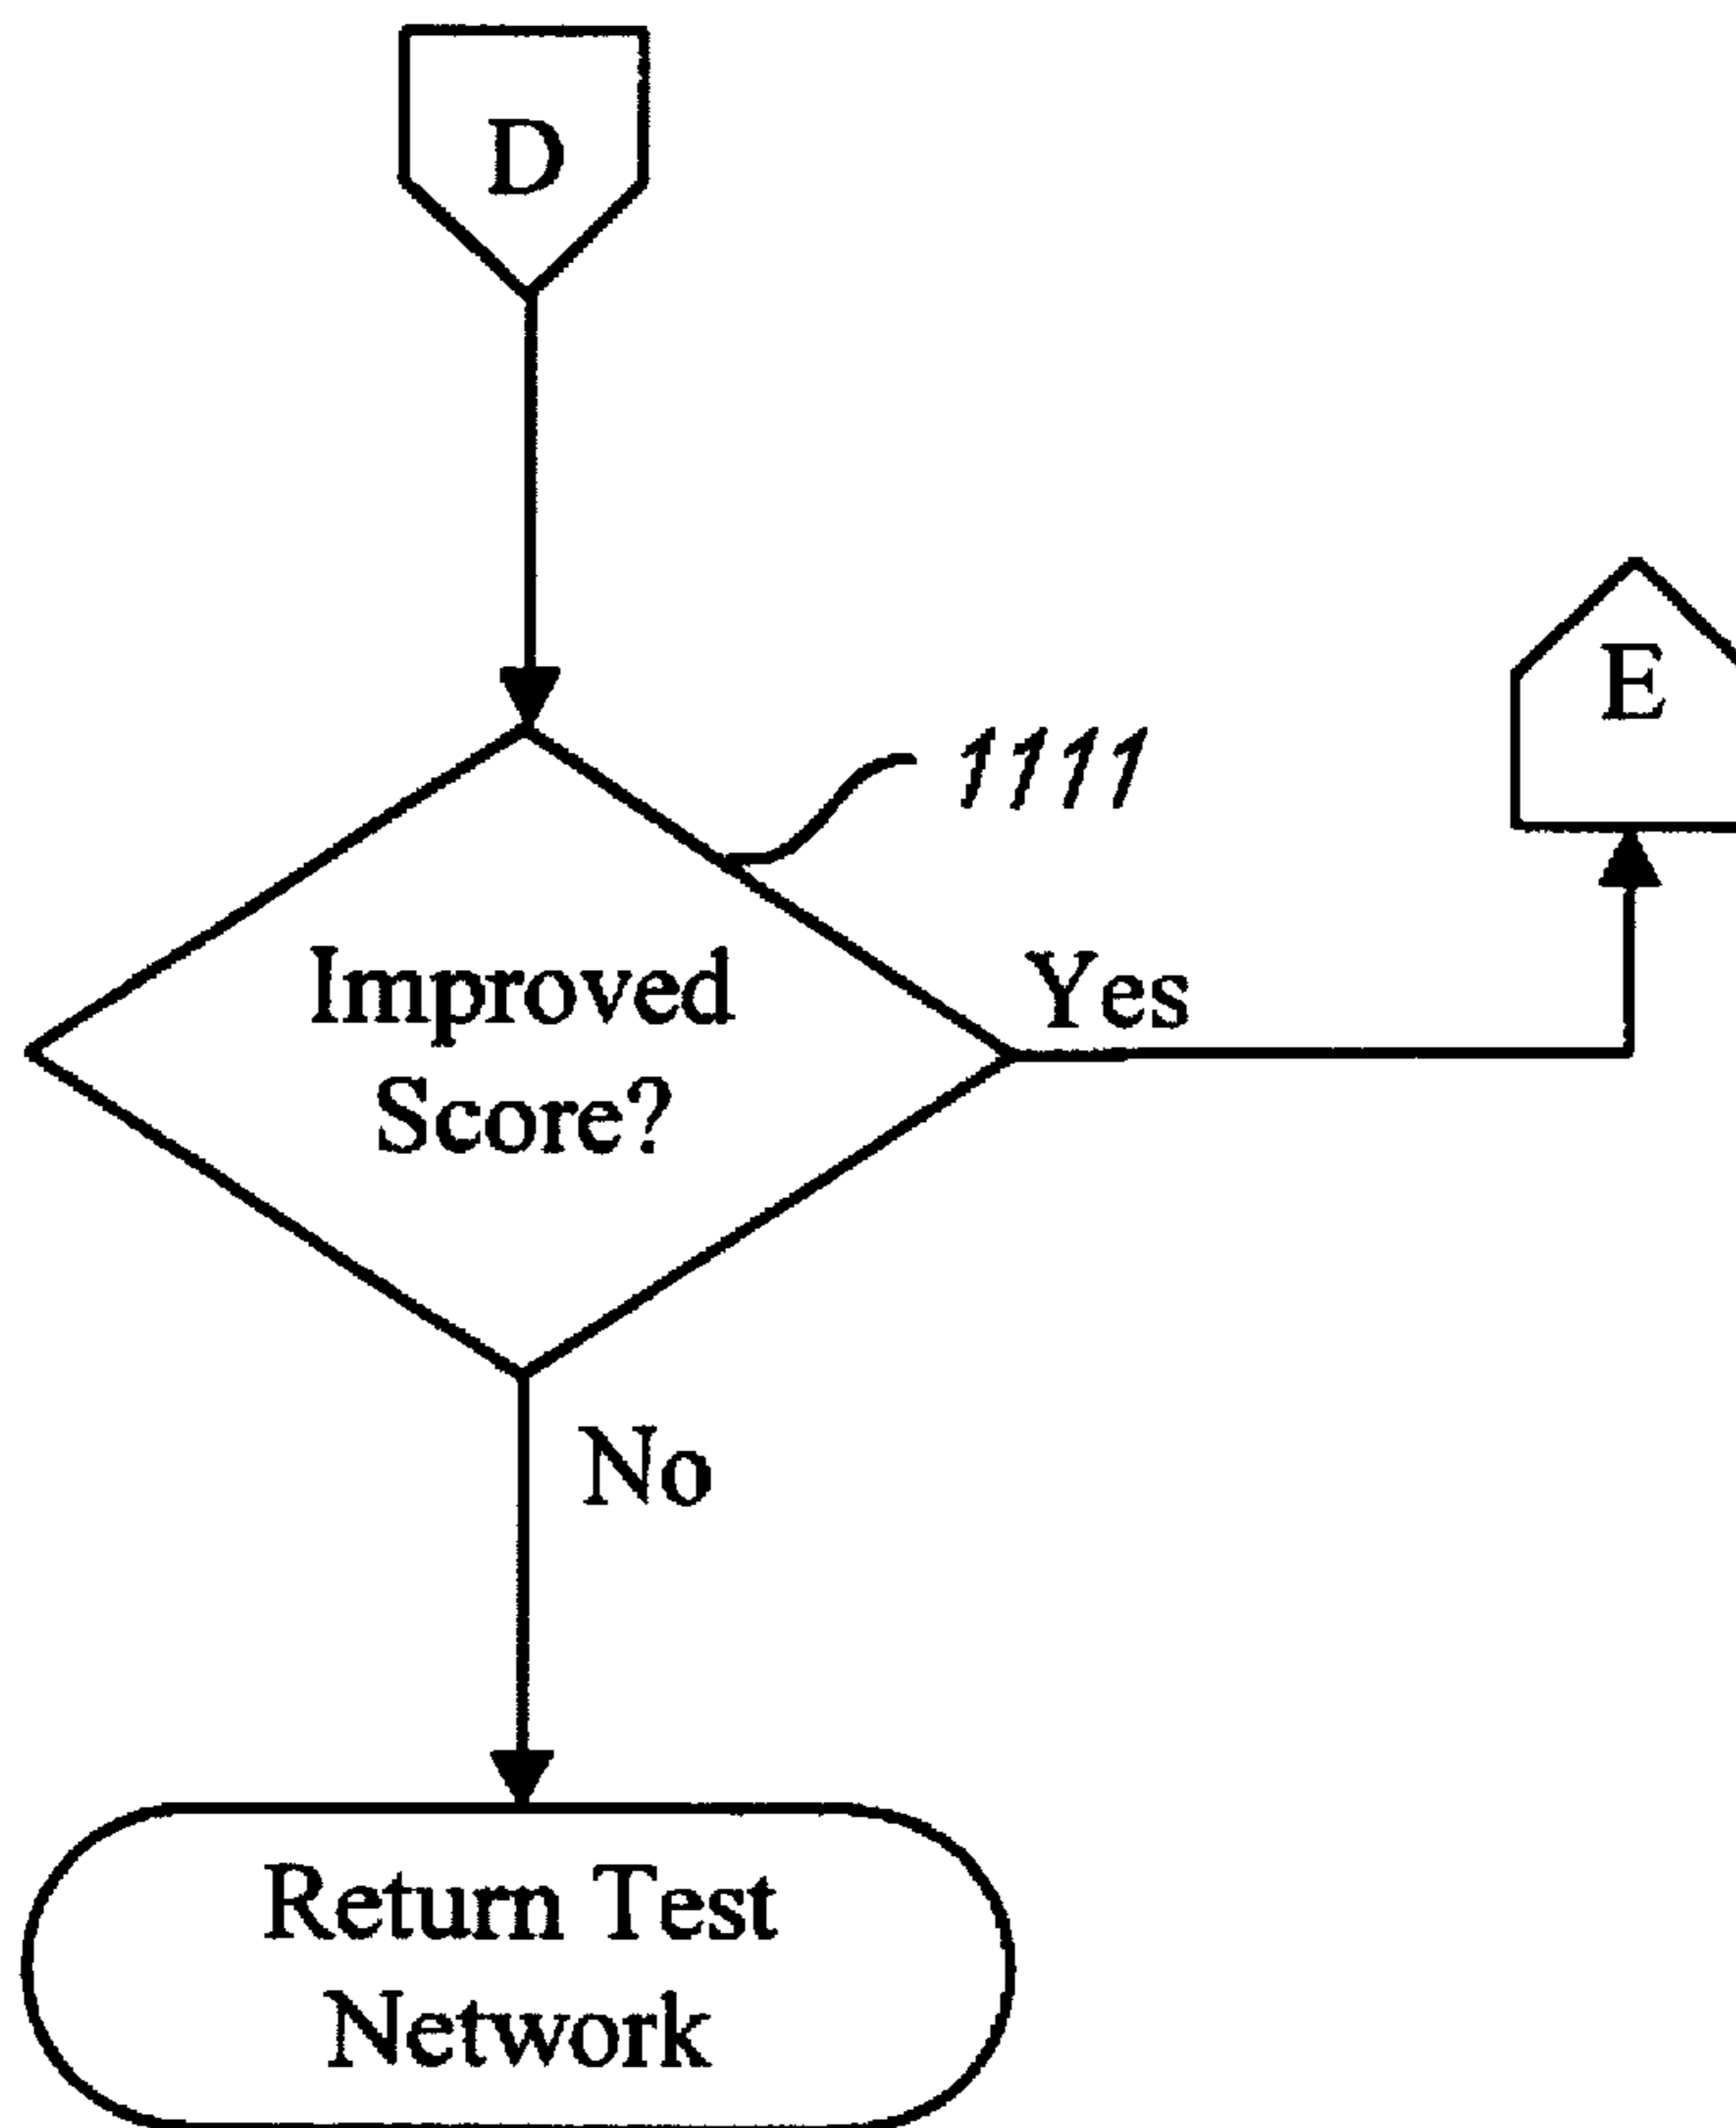 D
E
1111
Improved
Score?
Yes
No
Return Test
Network